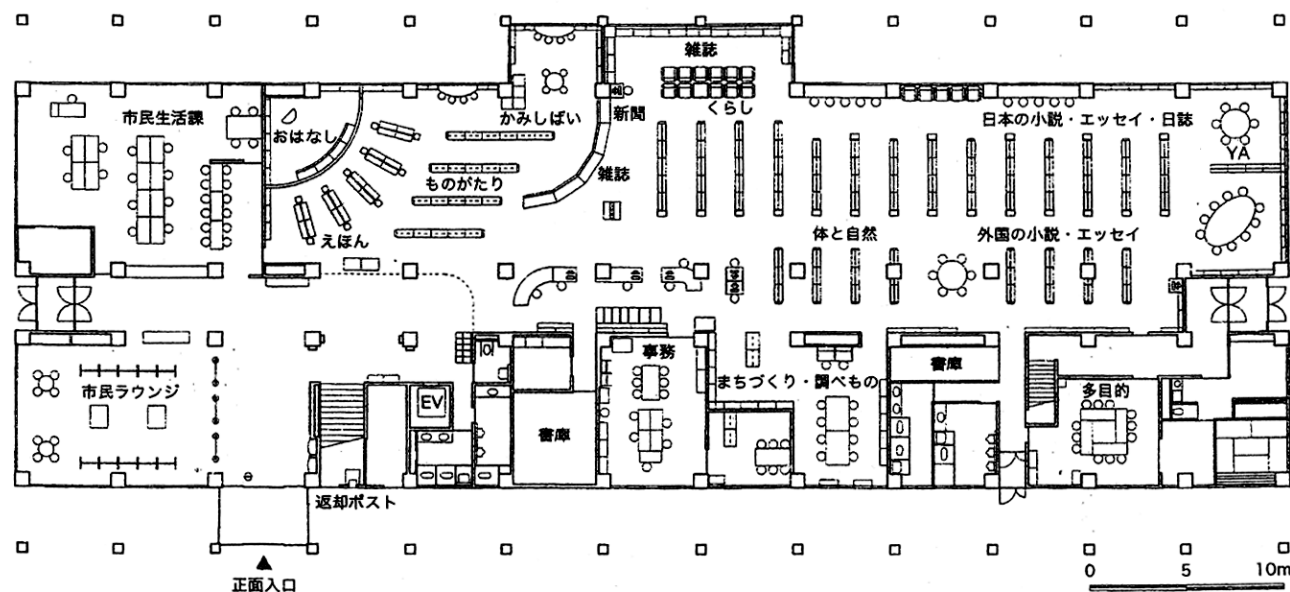 雑誌
市民生活課
おはなし
かみしばい
新聞
くらし
日本の小説・エッセイ・日誌
YA
ものがたり
雑誌
えほん
体と自然
外国の小説・エッセイ
市民ラウンジ
EV
書庫
事務
まちづくり・調べもの
書庫
多目的
返却ポスト
正面入口
0 5 10m